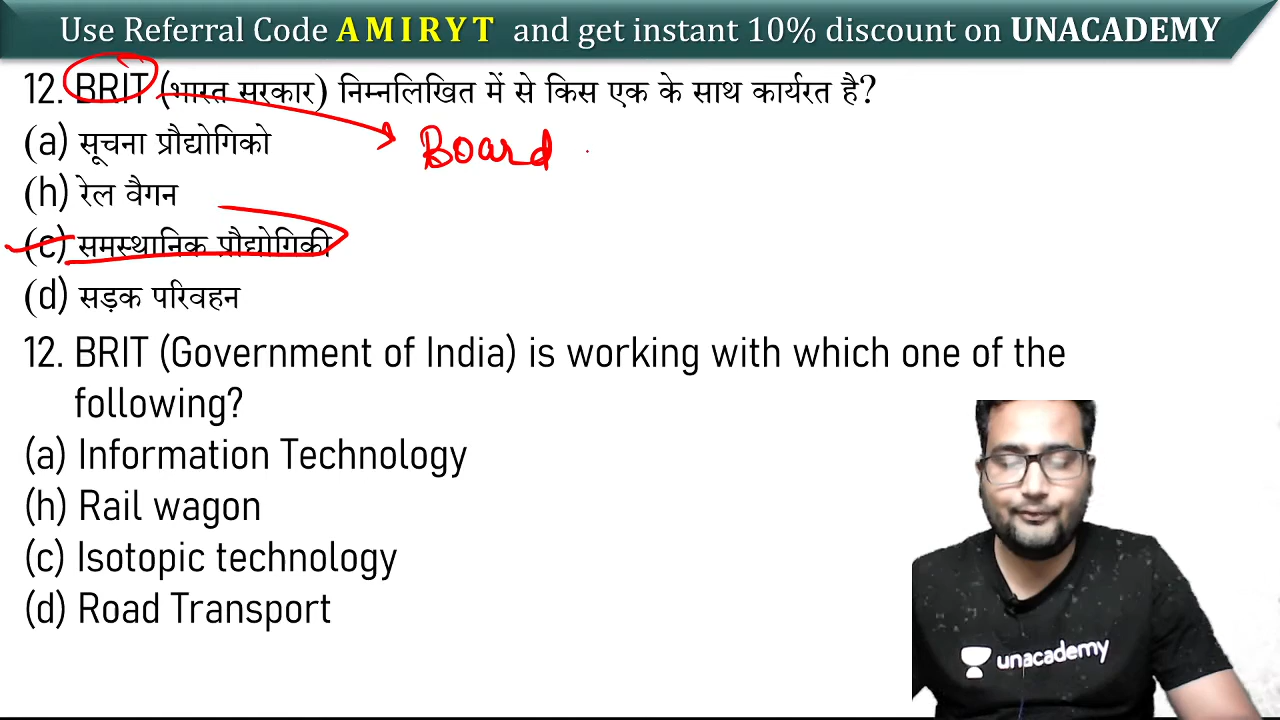 Use Referral Code AMIRYT and get instant 10% discount on UNACADEMY
12. BRIT (भारत सरकार) निम्नलिखित में से किस एक के साथ कार्यरत है?
(a) सूचना प्रौद्योगिको
Board
(h) रेल वैगन
(c) समस्थानिक प्रौद्योगिकी
(d) सड़क परिवहन
12. BRIT (Government of India) is working with which one of the
following?
(a) Information Technology
(h) Rail wagon
(c) Isotopic technology
(d) Road Transport
unacademy